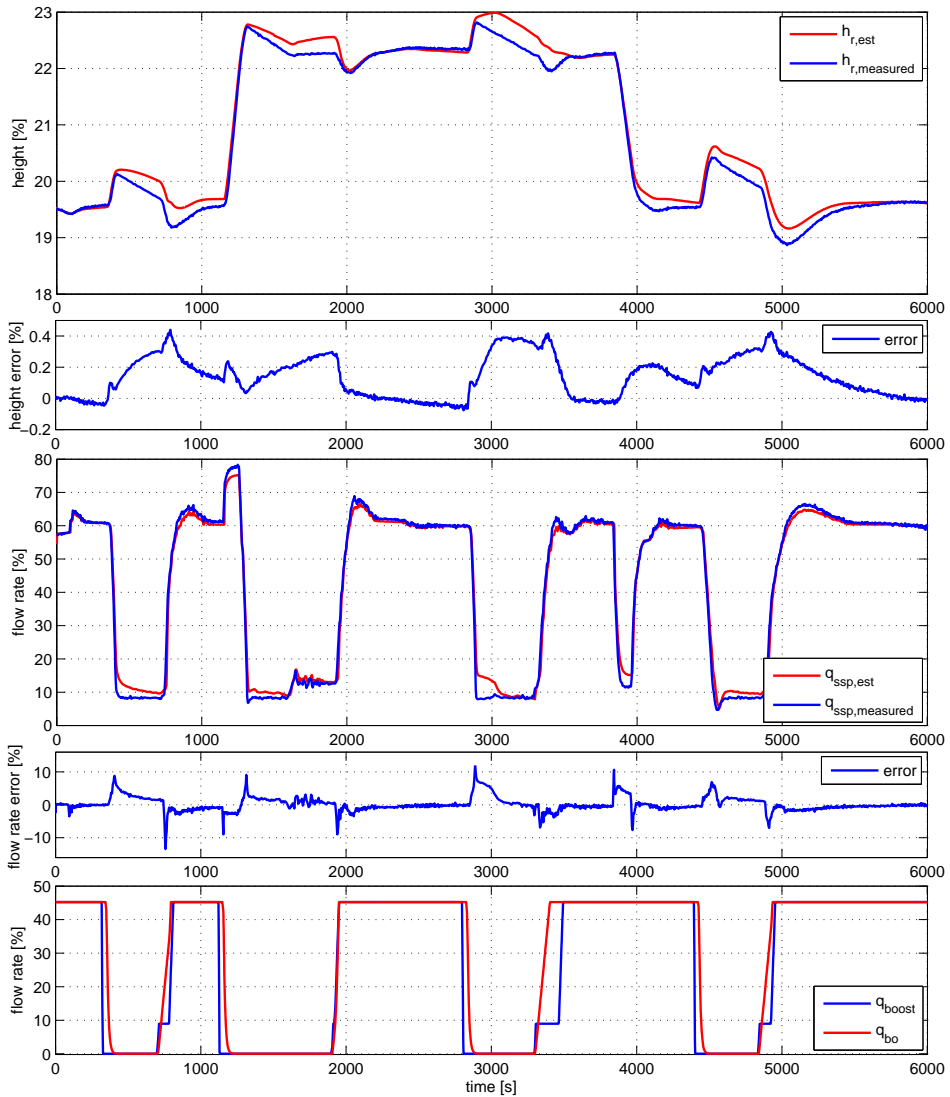 23
22
21
20
19
18
height [%]
h_r,est
h_r,measured
0 1000 2000 3000 4000 5000 6000
0.4
0.2
0
−0.2
height error [%]
error
0 1000 2000 3000 4000 5000 6000
80
70
60
50
40
30
20
10
0
flow rate [%]
q_ssp,est
q_ssp,measured
0 1000 2000 3000 4000 5000 6000
10
0
−10
flow rate error [%]
error
0 1000 2000 3000 4000 5000 6000
50
40
30
20
10
0
flow rate [%]
q_boost
q_bo
0 1000 2000 3000 4000 5000 6000
time [s]